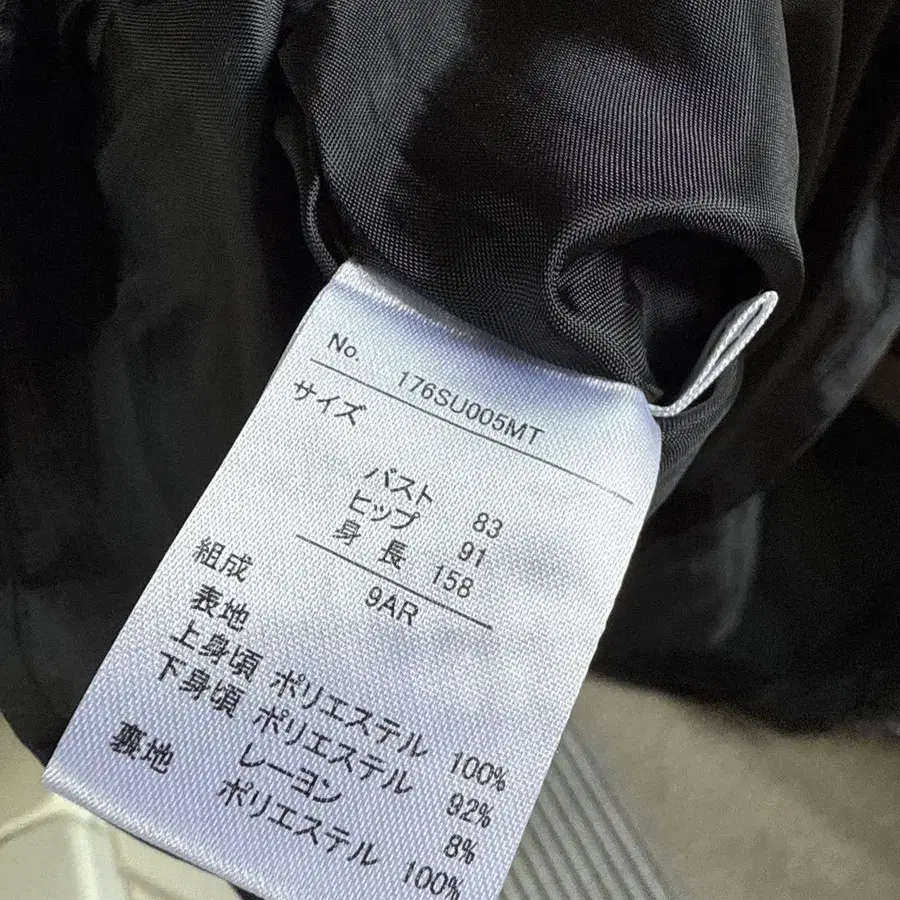 No. 176SU005MT
サイズ
バスト 83
ヒップ 91
身長 158
9AR
組成
表地
上身頃 ポリエステル 100%
下身頃 ポリエステル 92%
レーヨン 8%
裏地 ポリエステル 100%